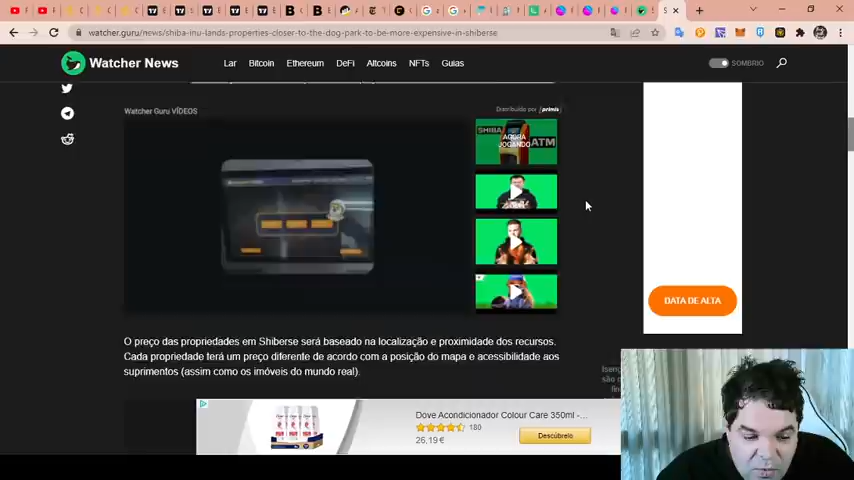 watcher.guru/news/shiba-inu-lands-properties-closer-to-the-dog-park-to-be-more-expensive-in-shiberse
Watcher News
Lar Bitcoin Ethereum DeFi Altcoins NFTs Guias
SOMBRIO
Watcher Guru VÍDEOS
Distribuído por primis
SHIBA
AGORA
JOGANDO
ATM
DATA DE ALTA
O preço das propriedades em Shiberse será baseado na localização e proximidade dos recursos.
Cada propriedade terá um preço diferente de acordo com a posição do mapa e acessibilidade aos
suprimentos (assim como os imóveis do mundo real).
Dove Acondicionador Colour Care 350ml -...
180
26,19 €
Descúbrelo